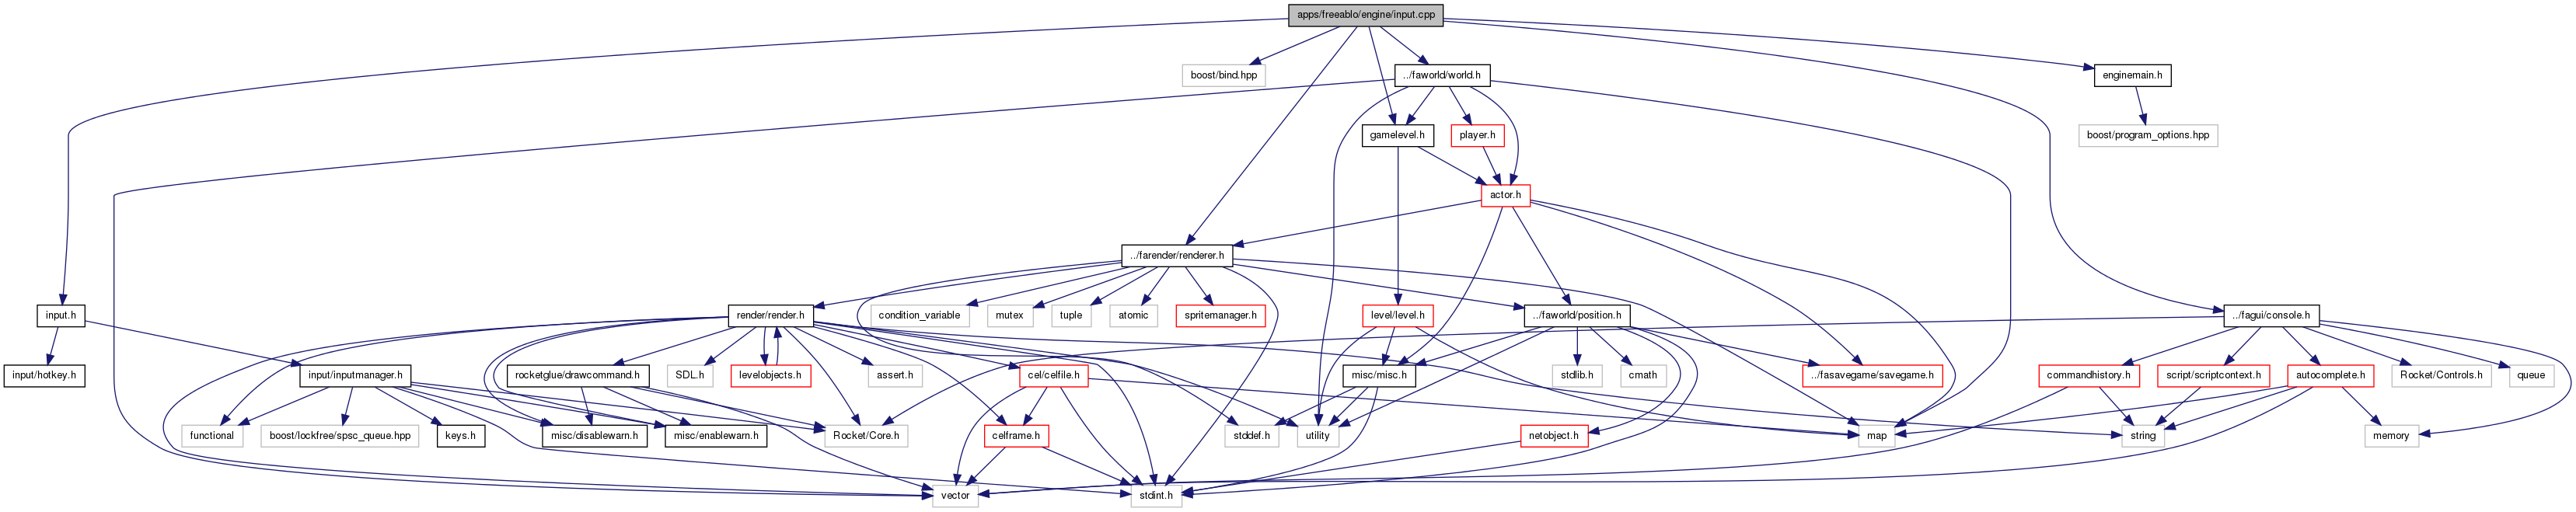 apps/freeablo/engine/input.cpp
boost/bind.hpp
../faworld/world.h
enginemain.h
gamelevel.h
player.h
boost/program_options.hpp
actor.h
../farender/renderer.h
input.h
render/render.h
condition_variable
mutex
tuple
atomic
spritemanager.h
level/level.h
../faworld/position.h
../fagui/console.h
input/hotkey.h
input/inputmanager.h
rocketglue/drawcommand.h
SDL.h
levelobjects.h
assert.h
cel/celfile.h
misc/misc.h
stdlib.h
cmath
../fasavegame/savegame.h
commandhistory.h
script/scriptcontext.h
autocomplete.h
Rocket/Controls.h
queue
functional
boost/lockfree/spsc_queue.hpp
keys.h
misc/disablewarn.h
misc/enablewarn.h
Rocket/Core.h
celframe.h
stddef.h
utility
netobject.h
map
string
memory
vector
stdint.h